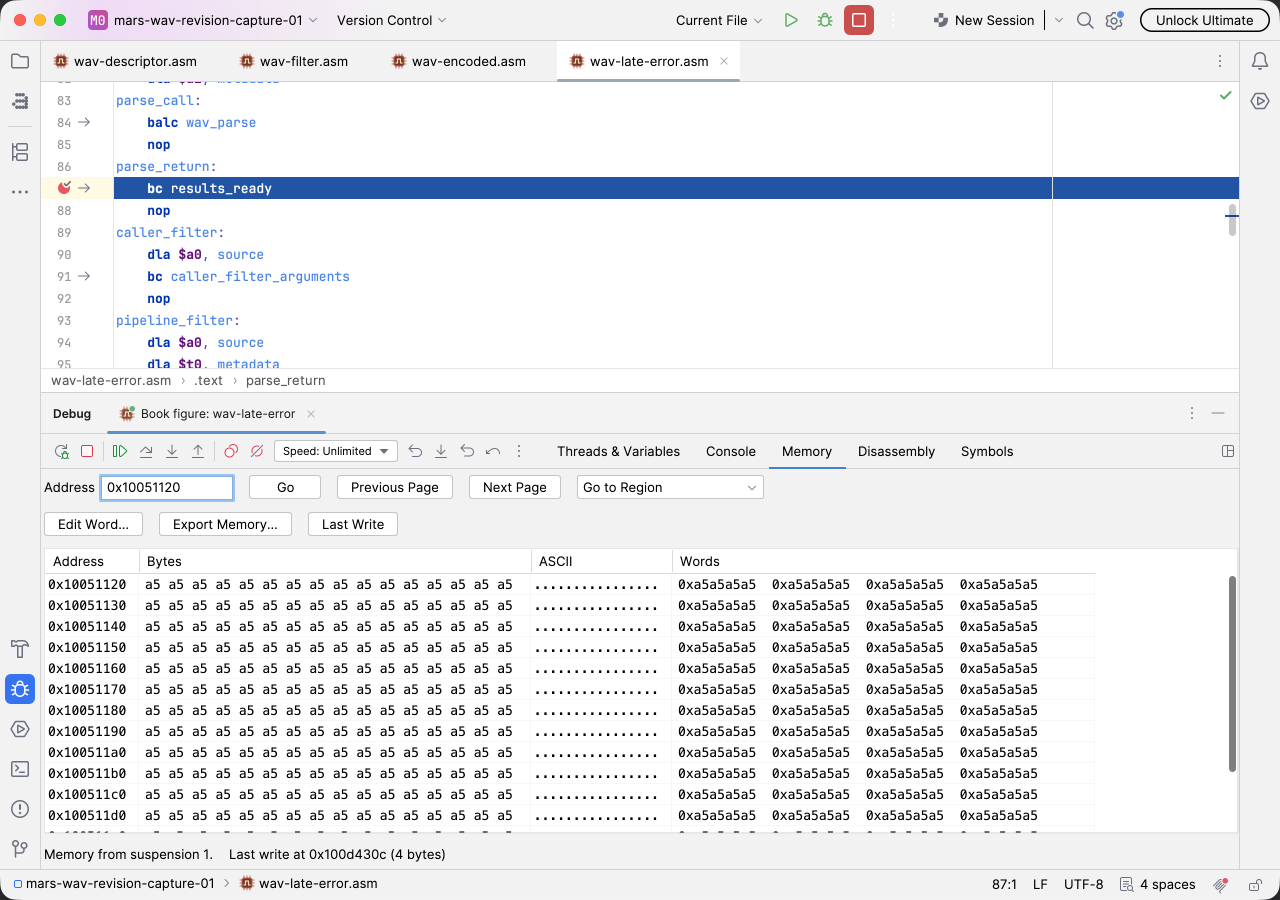 M0 mars-wav-revision-capture-01 Version Control Current File New Session Unlock Ultimate
wav-descriptor.asm wav-filter.asm wav-encoded.asm wav-late-error.asm
83 parse_call:
84 balc wav_parse
85 nop
86 parse_return:
bc results_ready
88 nop
89 caller_filter:
90 dla $a0, source
91 bc caller_filter_arguments
92 nop
93 pipeline_filter:
94 dla $a0, source
95 dla $t0, metadata
wav-late-error.asm › .text › parse_return
Debug Book figure: wav-late-error
Speed: Unlimited Threads & Variables Console Memory Disassembly Symbols
Address 0x10051120 Go Previous Page Next Page Go to Region
Edit Word... Export Memory... Last Write
Address Bytes ASCII Words
0x10051120 a5 a5 a5 a5 a5 a5 a5 a5 a5 a5 a5 a5 a5 a5 a5 a5 ................ 0xa5a5a5a5 0xa5a5a5a5 0xa5a5a5a5 0xa5a5a5a5
0x10051130 a5 a5 a5 a5 a5 a5 a5 a5 a5 a5 a5 a5 a5 a5 a5 a5 ................ 0xa5a5a5a5 0xa5a5a5a5 0xa5a5a5a5 0xa5a5a5a5
0x10051140 a5 a5 a5 a5 a5 a5 a5 a5 a5 a5 a5 a5 a5 a5 a5 a5 ................ 0xa5a5a5a5 0xa5a5a5a5 0xa5a5a5a5 0xa5a5a5a5
0x10051150 a5 a5 a5 a5 a5 a5 a5 a5 a5 a5 a5 a5 a5 a5 a5 a5 ................ 0xa5a5a5a5 0xa5a5a5a5 0xa5a5a5a5 0xa5a5a5a5
0x10051160 a5 a5 a5 a5 a5 a5 a5 a5 a5 a5 a5 a5 a5 a5 a5 a5 ................ 0xa5a5a5a5 0xa5a5a5a5 0xa5a5a5a5 0xa5a5a5a5
0x10051170 a5 a5 a5 a5 a5 a5 a5 a5 a5 a5 a5 a5 a5 a5 a5 a5 ................ 0xa5a5a5a5 0xa5a5a5a5 0xa5a5a5a5 0xa5a5a5a5
0x10051180 a5 a5 a5 a5 a5 a5 a5 a5 a5 a5 a5 a5 a5 a5 a5 a5 ................ 0xa5a5a5a5 0xa5a5a5a5 0xa5a5a5a5 0xa5a5a5a5
0x10051190 a5 a5 a5 a5 a5 a5 a5 a5 a5 a5 a5 a5 a5 a5 a5 a5 ................ 0xa5a5a5a5 0xa5a5a5a5 0xa5a5a5a5 0xa5a5a5a5
0x100511a0 a5 a5 a5 a5 a5 a5 a5 a5 a5 a5 a5 a5 a5 a5 a5 a5 ................ 0xa5a5a5a5 0xa5a5a5a5 0xa5a5a5a5 0xa5a5a5a5
0x100511b0 a5 a5 a5 a5 a5 a5 a5 a5 a5 a5 a5 a5 a5 a5 a5 a5 ................ 0xa5a5a5a5 0xa5a5a5a5 0xa5a5a5a5 0xa5a5a5a5
0x100511c0 a5 a5 a5 a5 a5 a5 a5 a5 a5 a5 a5 a5 a5 a5 a5 a5 ................ 0xa5a5a5a5 0xa5a5a5a5 0xa5a5a5a5 0xa5a5a5a5
0x100511d0 a5 a5 a5 a5 a5 a5 a5 a5 a5 a5 a5 a5 a5 a5 a5 a5 ................ 0xa5a5a5a5 0xa5a5a5a5 0xa5a5a5a5 0xa5a5a5a5
Memory from suspension 1. Last write at 0x100d430c (4 bytes)
mars-wav-revision-capture-01 › wav-late-error.asm 87:1 LF UTF-8 4 spaces